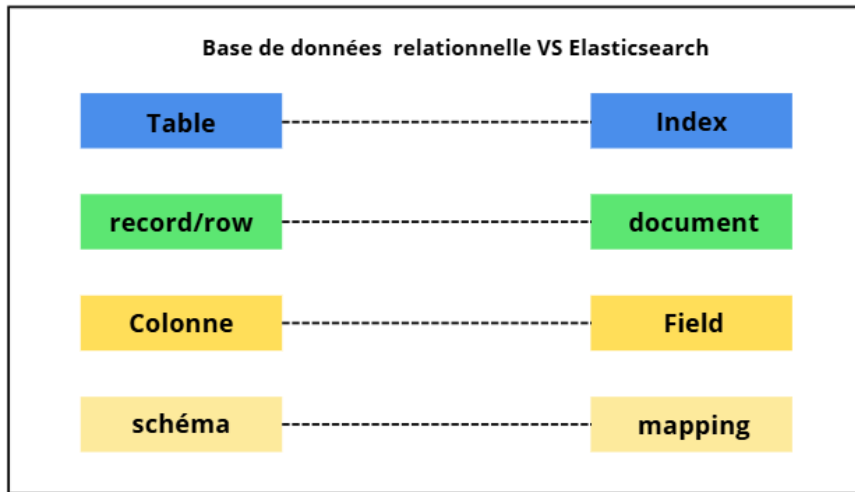 Base de données relationnelle VS Elasticsearch
Table
Index
record/row
document
Colonne
Field
schéma
mapping